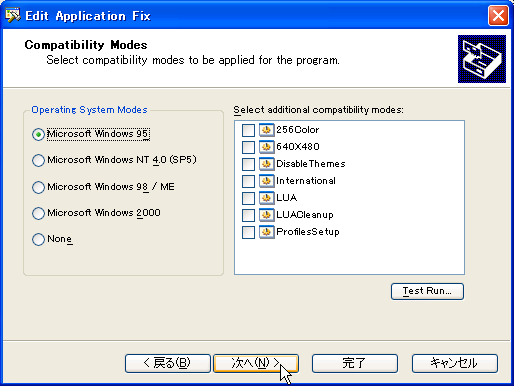 Edit Application Fix
Compatibility Modes
Select compatibility modes to be applied for the program.
Operating System Modes
Microsoft Windows 95
Microsoft Windows NT 4.0 (SP5)
Microsoft Windows 98 / ME
Microsoft Windows 2000
None
Select additional compatibility modes:
256Color
640X480
DisableThemes
International
LUA
LUACleanup
ProfilesSetup
Test Run...
< 戻る(B)
次へ(N) >
完了
キャンセル